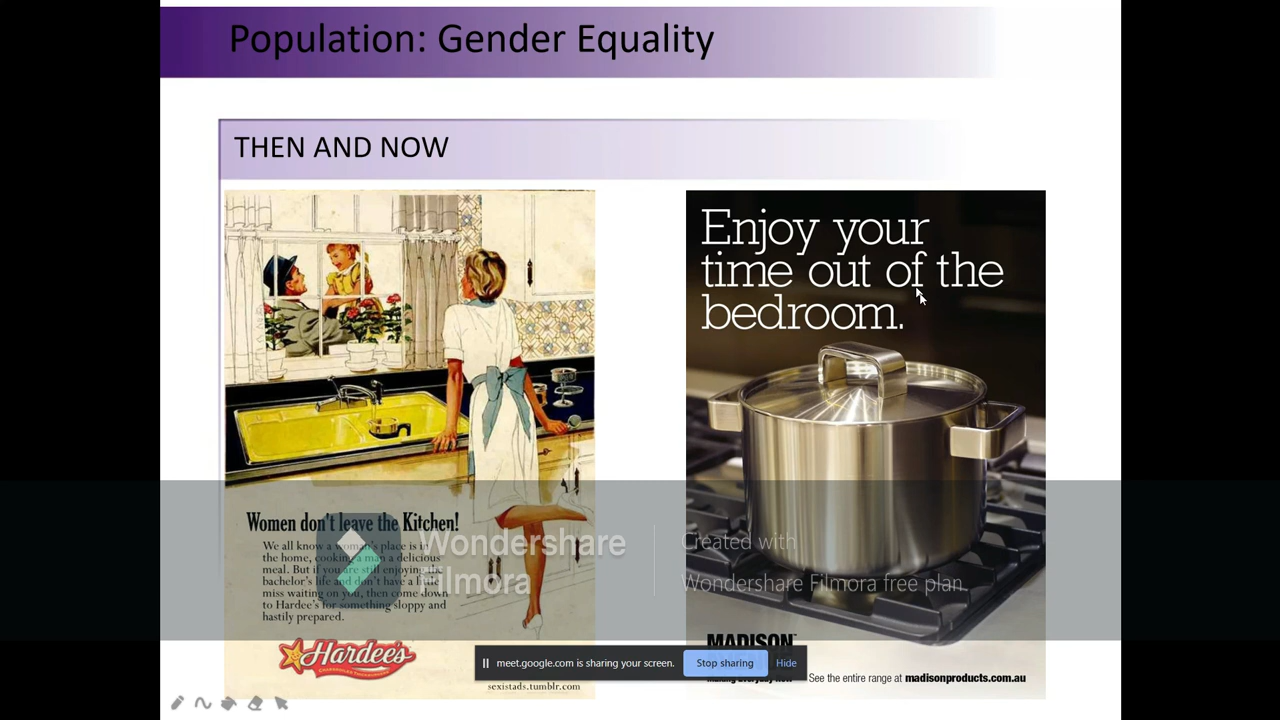 Population: Gender Equality
THEN AND NOW
Women don't leave the Kitchen!
We all know a woman's place is in
the home, cooking a man a delicious
meal. But if you are still enjoying the
bachelor's life and don't have a little
miss waiting on you, then come down
to Hardee's for something sloppy and
hastily prepared.
Hardee's
sexistads.tumblr.com
Enjoy your
time out of the
bedroom.
MADISON
See the entire range at madisonproducts.com.au
Wondershare
Filmora
Created with
Wondershare Filmora free plan
meet.google.com is sharing your screen.
Stop sharing
Hide